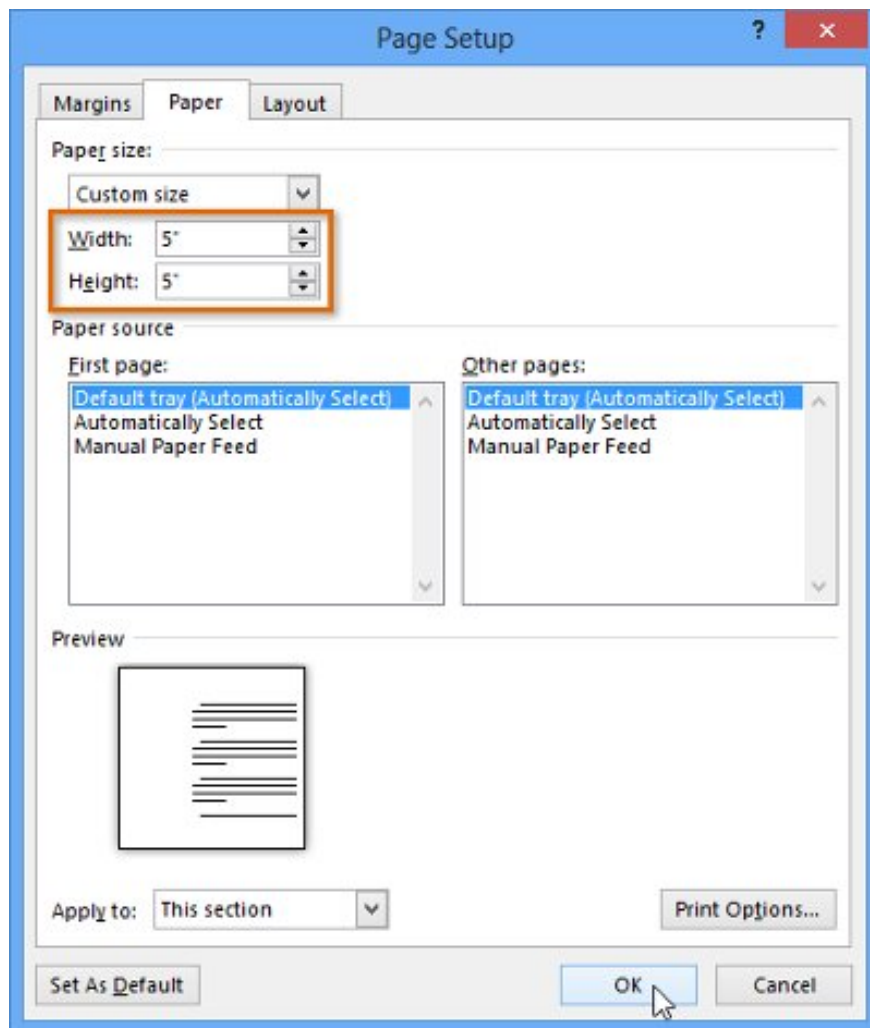 Page Setup ?
Margins Paper Layout
Paper size:
Custom size
Width: 5"
Height: 5"
Paper source
First page: Other pages:
Default tray (Automatically Select) Default tray (Automatically Select)
Automatically Select Automatically Select
Manual Paper Feed Manual Paper Feed
Preview
Apply to: This section Print Options...
Set As Default OK Cancel